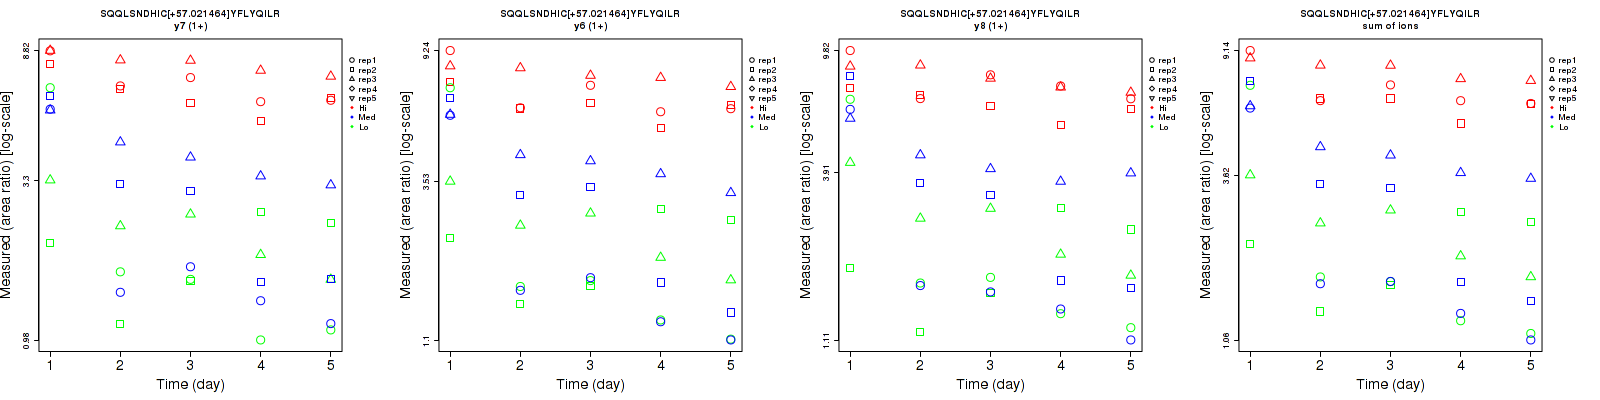 SQQLSNDHIC[+57.021464]YFLYQILR
y7 (1+)
Measured (area ratio) [log-scale]
8.82
3.3
0.98
1 2 3 4 5
Time (day)
rep1
rep2
rep3
rep4
rep5
Hi
Med
Lo
SQQLSNDHIC[+57.021464]YFLYQILR
y6 (1+)
Measured (area ratio) [log-scale]
9.24
3.53
1.1
1 2 3 4 5
Time (day)
rep1
rep2
rep3
rep4
rep5
Hi
Med
Lo
SQQLSNDHIC[+57.021464]YFLYQILR
y8 (1+)
Measured (area ratio) [log-scale]
9.82
3.91
1.11
1 2 3 4 5
Time (day)
rep1
rep2
rep3
rep4
rep5
Hi
Med
Lo
SQQLSNDHIC[+57.021464]YFLYQILR
sum of ions
Measured (area ratio) [log-scale]
9.14
3.62
1.06
1 2 3 4 5
Time (day)
rep1
rep2
rep3
rep4
rep5
Hi
Med
Lo